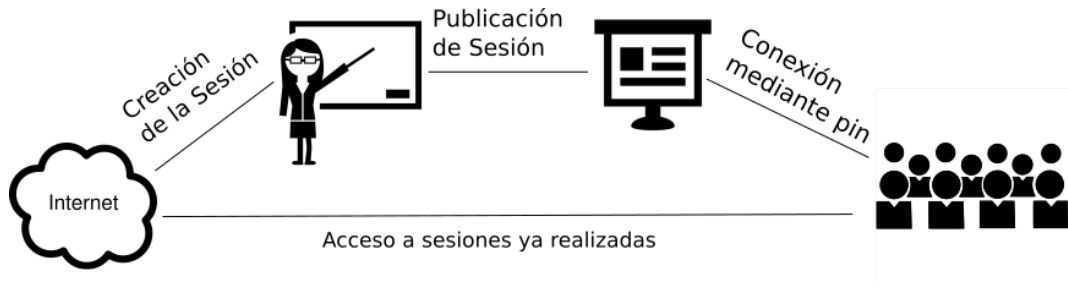 Creación
de la Sesión
Publicación
de Sesión
Conexión
mediante pin
Internet
Acceso a sesiones ya realizadas